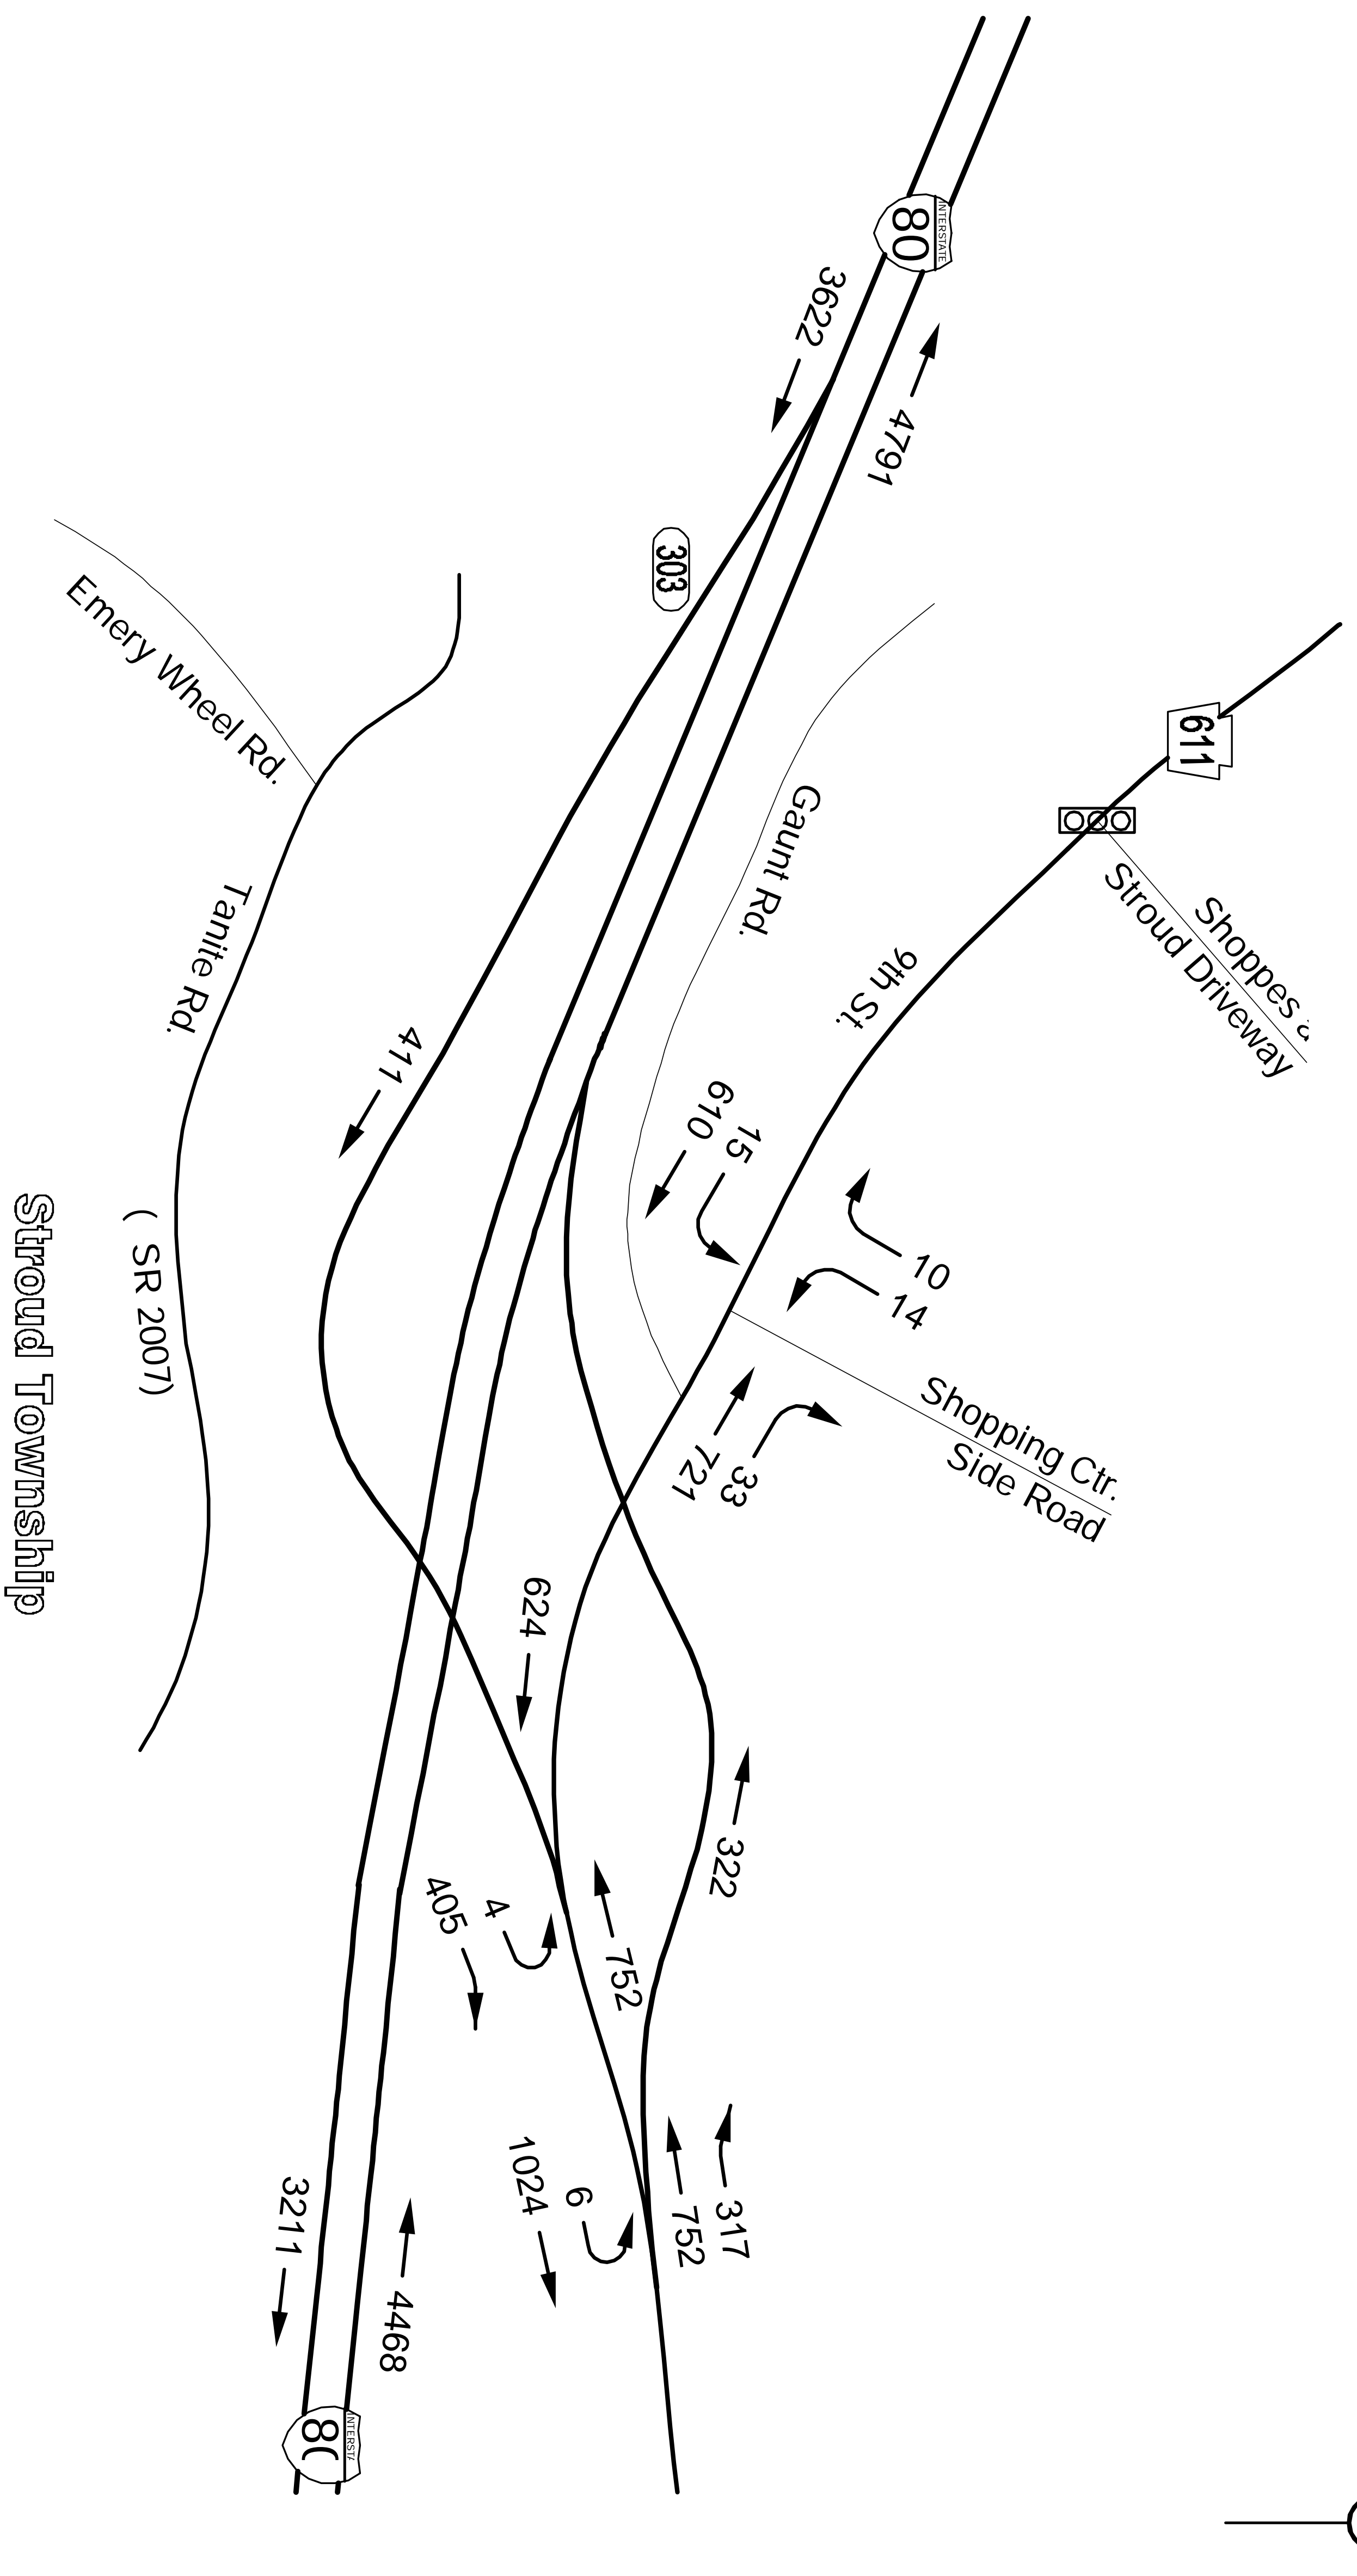 INTERSTATE
80
3622
4791
303
611
Emery Wheel Rd.
Gaunt Rd.
Shoppes a
Stroud Driveway
Tanite Rd.
9th St.
411
610
15
10
14
( SR 2007)
Stroud Township
Shopping Ctr.
Side Road
721
33
624
322
405
4
752
1024
6
752
317
3211
4468
INTERSTA
80